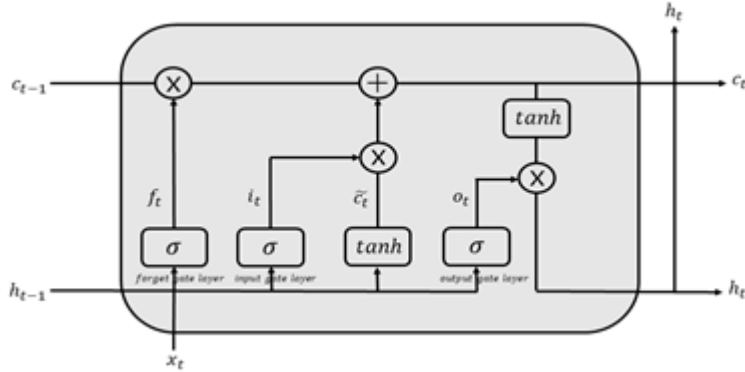 h_t
c_{t-1} × + c_t
tanh
× ×
f_t i_t c̃_t o_t
σ σ tanh σ
forget gate layer input gate layer output gate layer
h_{t-1} h_t
x_t